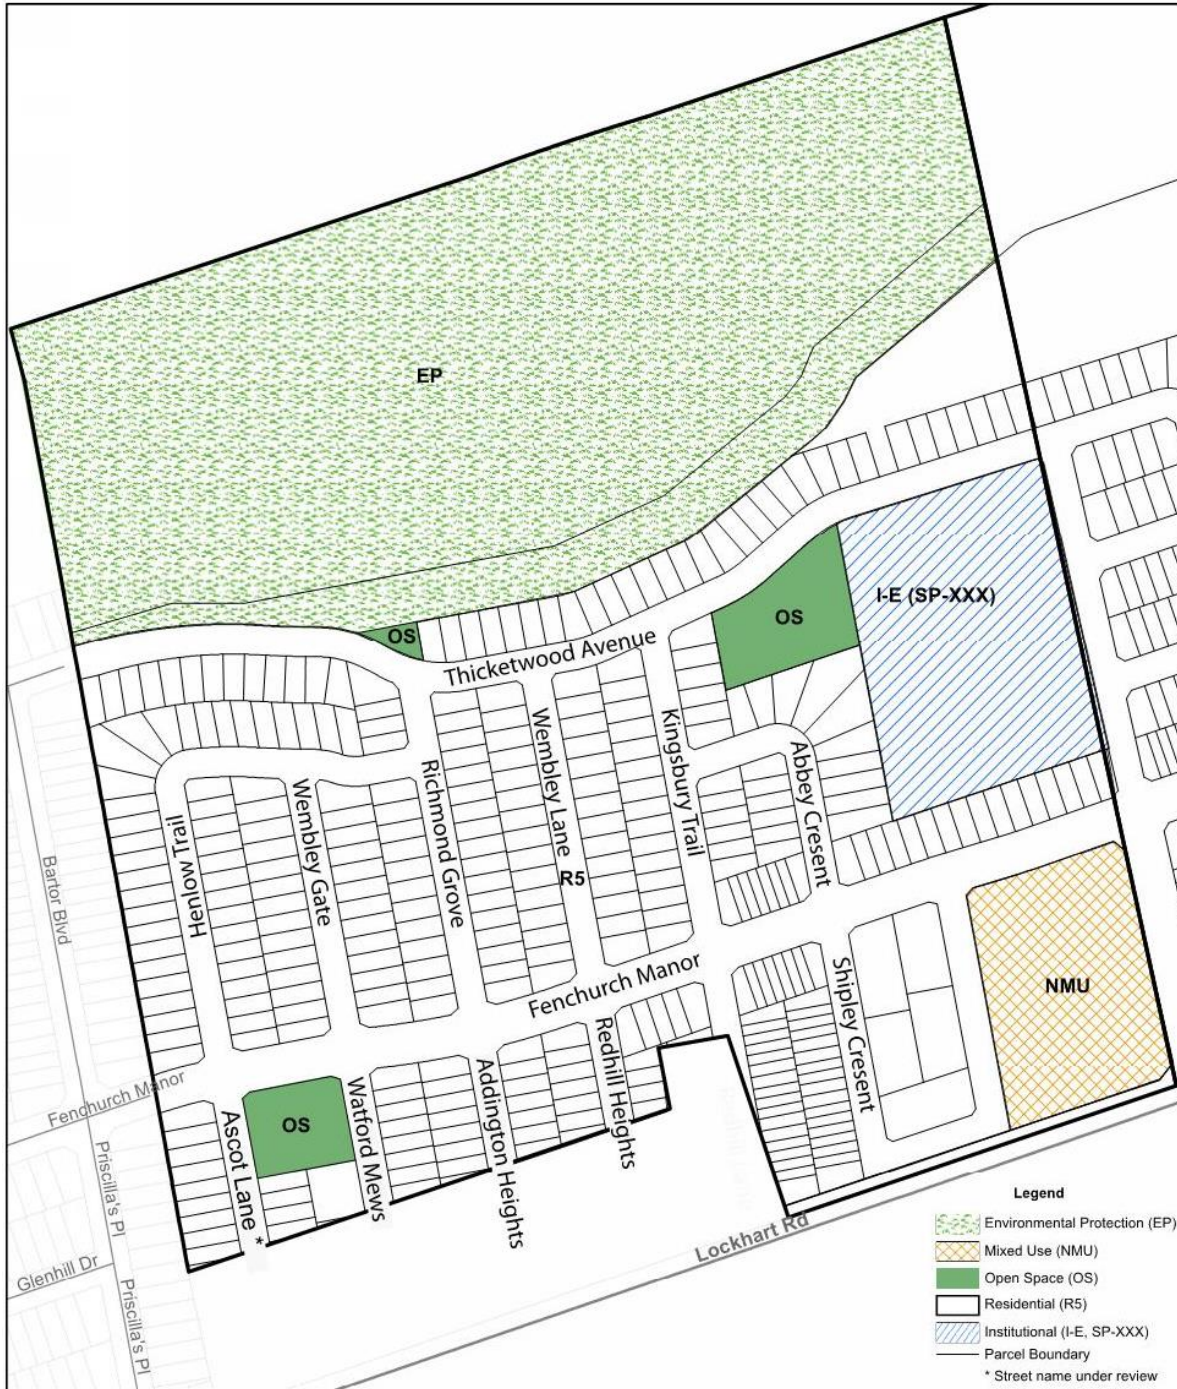 EP
OS
OS
I-E (SP-XXX)
Thicketwood Avenue
Kingsbury Trail
Wembley Lane
Abbey Cresent
Richmond Grove
Wembley Gate
Henlow Trail
R5
Bartor Blvd
Fenchurch Manor
Shipley Cresent
NMU
Fenchurch Manor
Redhill Heights
Addington Heights
Watford Mews
OS
Ascot Lane *
Priscilla's Pl
Glenhill Dr
Priscilla's Pl
Lockhart Rd
Legend
Environmental Protection (EP)
Mixed Use (NMU)
Open Space (OS)
Residential (R5)
Institutional (I-E, SP-XXX)
Parcel Boundary
* Street name under review